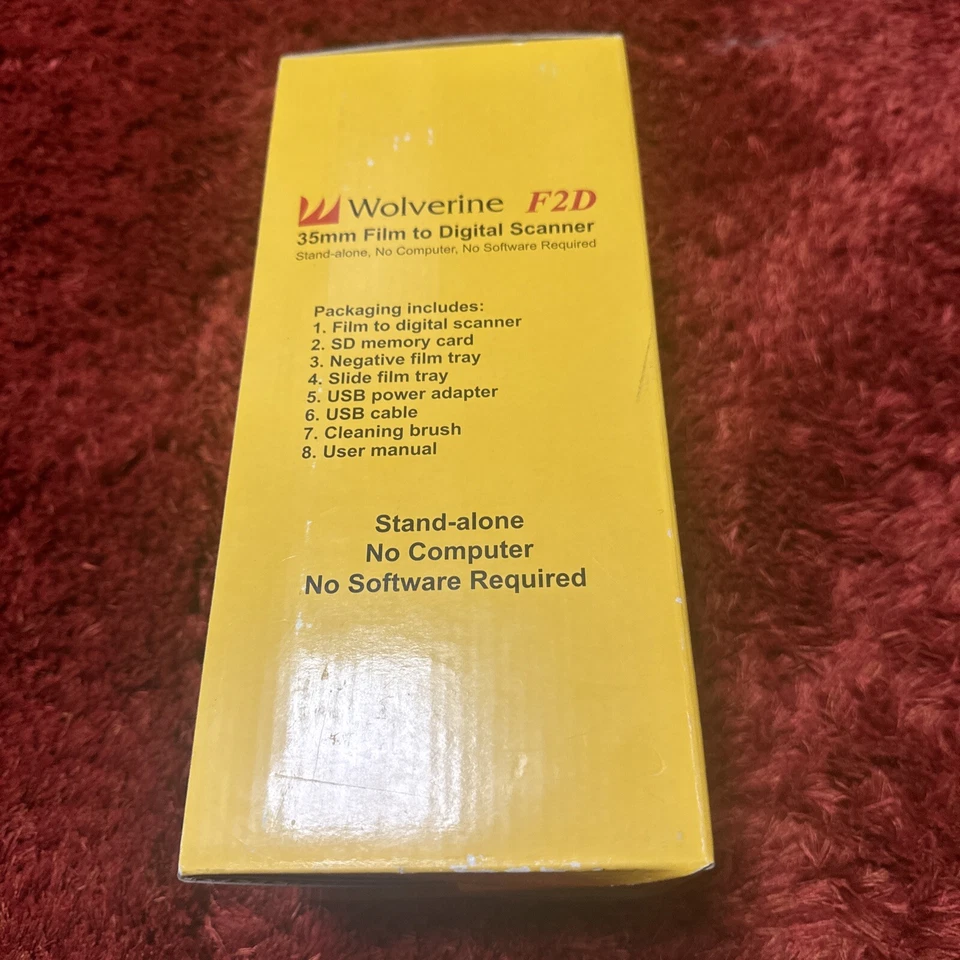 Wolverine F2D
35mm Film to Digital Scanner
Stand-alone, No Computer, No Software Required
Packaging includes:
1. Film to digital scanner
2. SD memory card
3. Negative film tray
4. Slide film tray
5. USB power adapter
6. USB cable
7. Cleaning brush
8. User manual
Stand-alone
No Computer
No Software Required